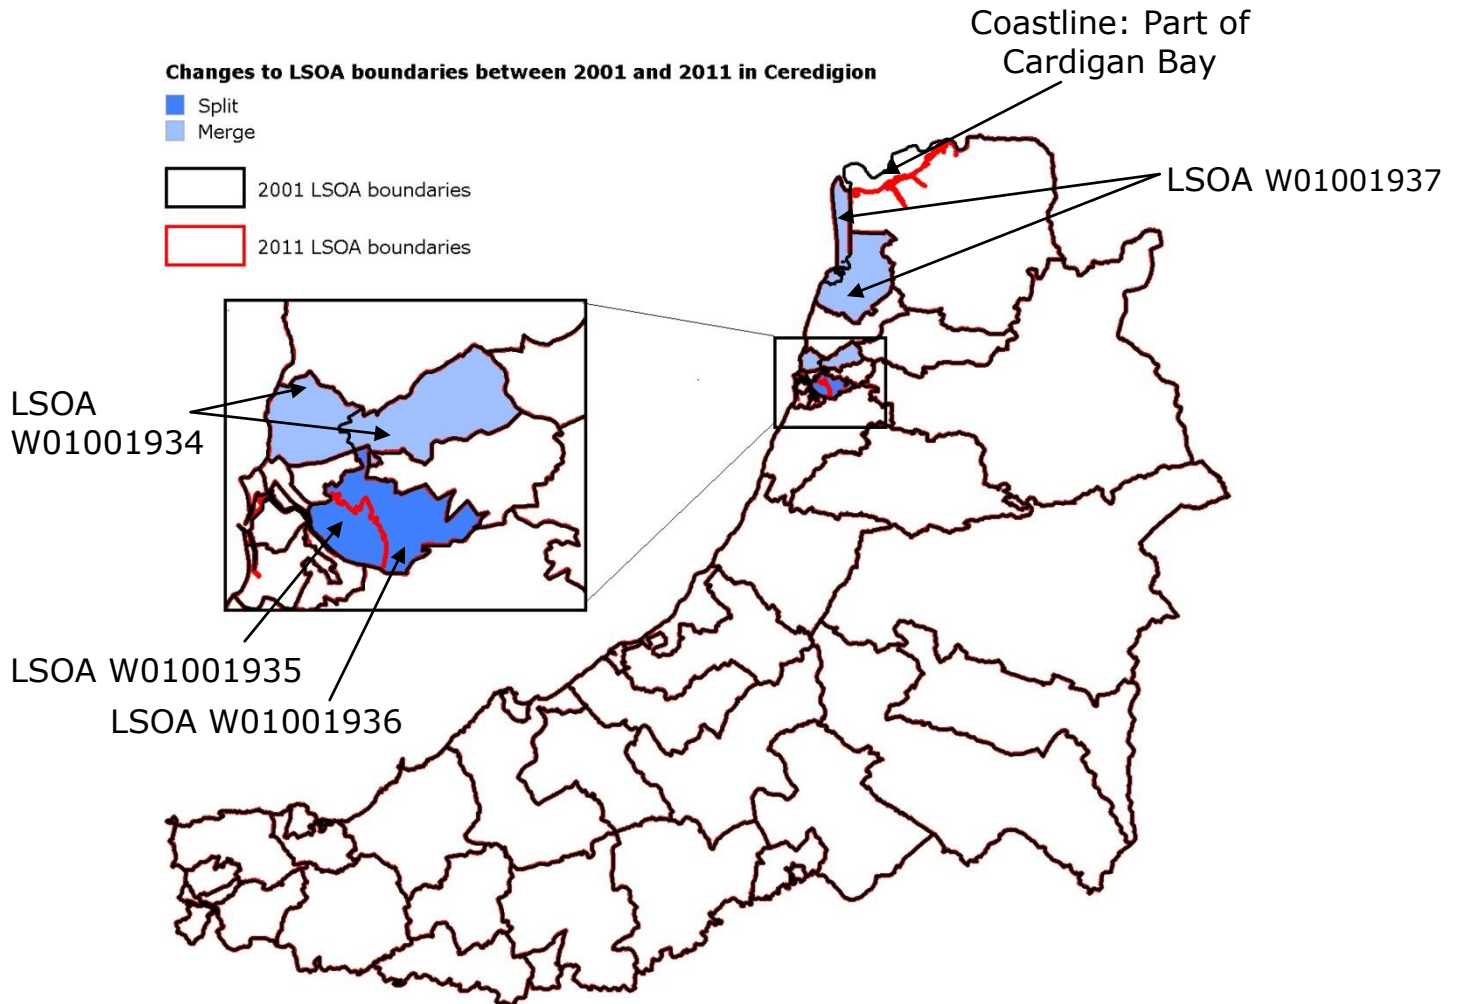 Coastline: Part of
Cardigan Bay
Changes to LSOA boundaries between 2001 and 2011 in Ceredigion
Split
Merge
2001 LSOA boundaries
2011 LSOA boundaries
LSOA W01001937
LSOA
W01001934
LSOA W01001935
LSOA W01001936